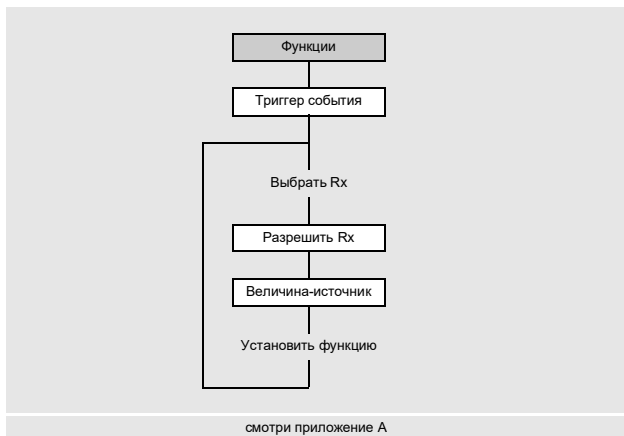 Функции
Триггер события
Выбрать Rx
Разрешить Rx
Величина-источник
Установить функцию
смотри приложение A